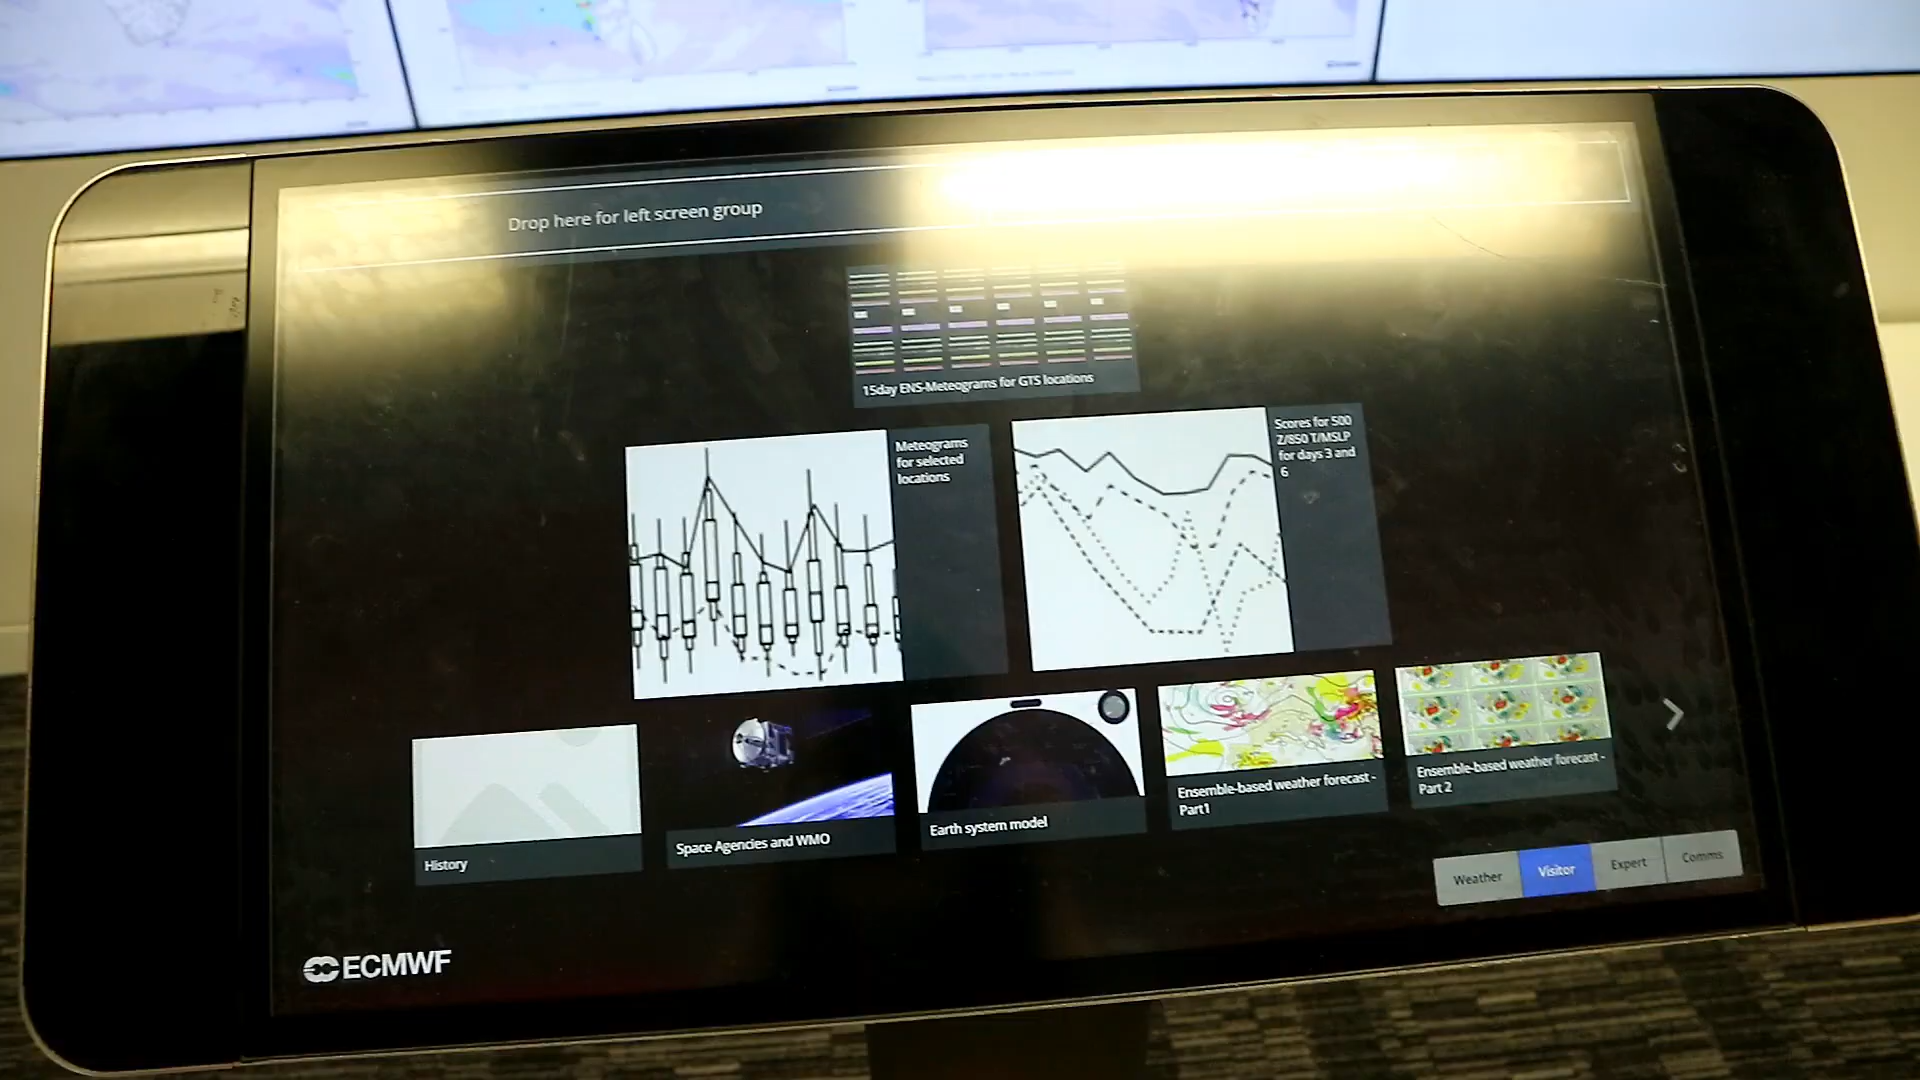 Drop here for left screen group
15day ENS-Meteograms for GTS locations
Meteograms
for selected
locations
Scores for 500
Z/850 T/MSLP
for days 3 and
6
History
Space Agencies and WMO
Earth system model
Ensemble-based weather forecast -
Part1
Ensemble-based weather forecast -
Part 2
Weather
Visitor
Expert
Comms
ECMWF